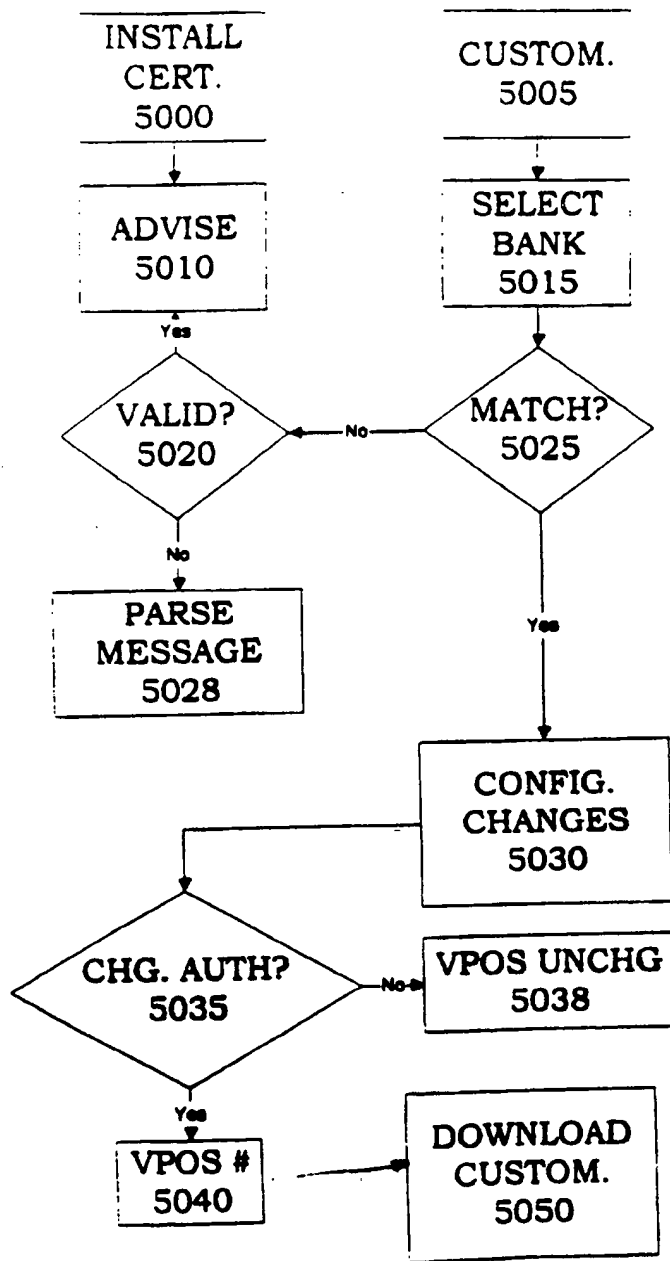 INSTALL
CERT.
5000
CUSTOM.
5005
ADVISE
5010
SELECT
BANK
5015
Yes
VALID?
5020
No
MATCH?
5025
No
PARSE
MESSAGE
5028
Yes
CONFIG.
CHANGES
5030
CHG. AUTH?
5035
No
VPOS UNCHG
5038
Yes
VPOS #
5040
DOWNLOAD
CUSTOM.
5050